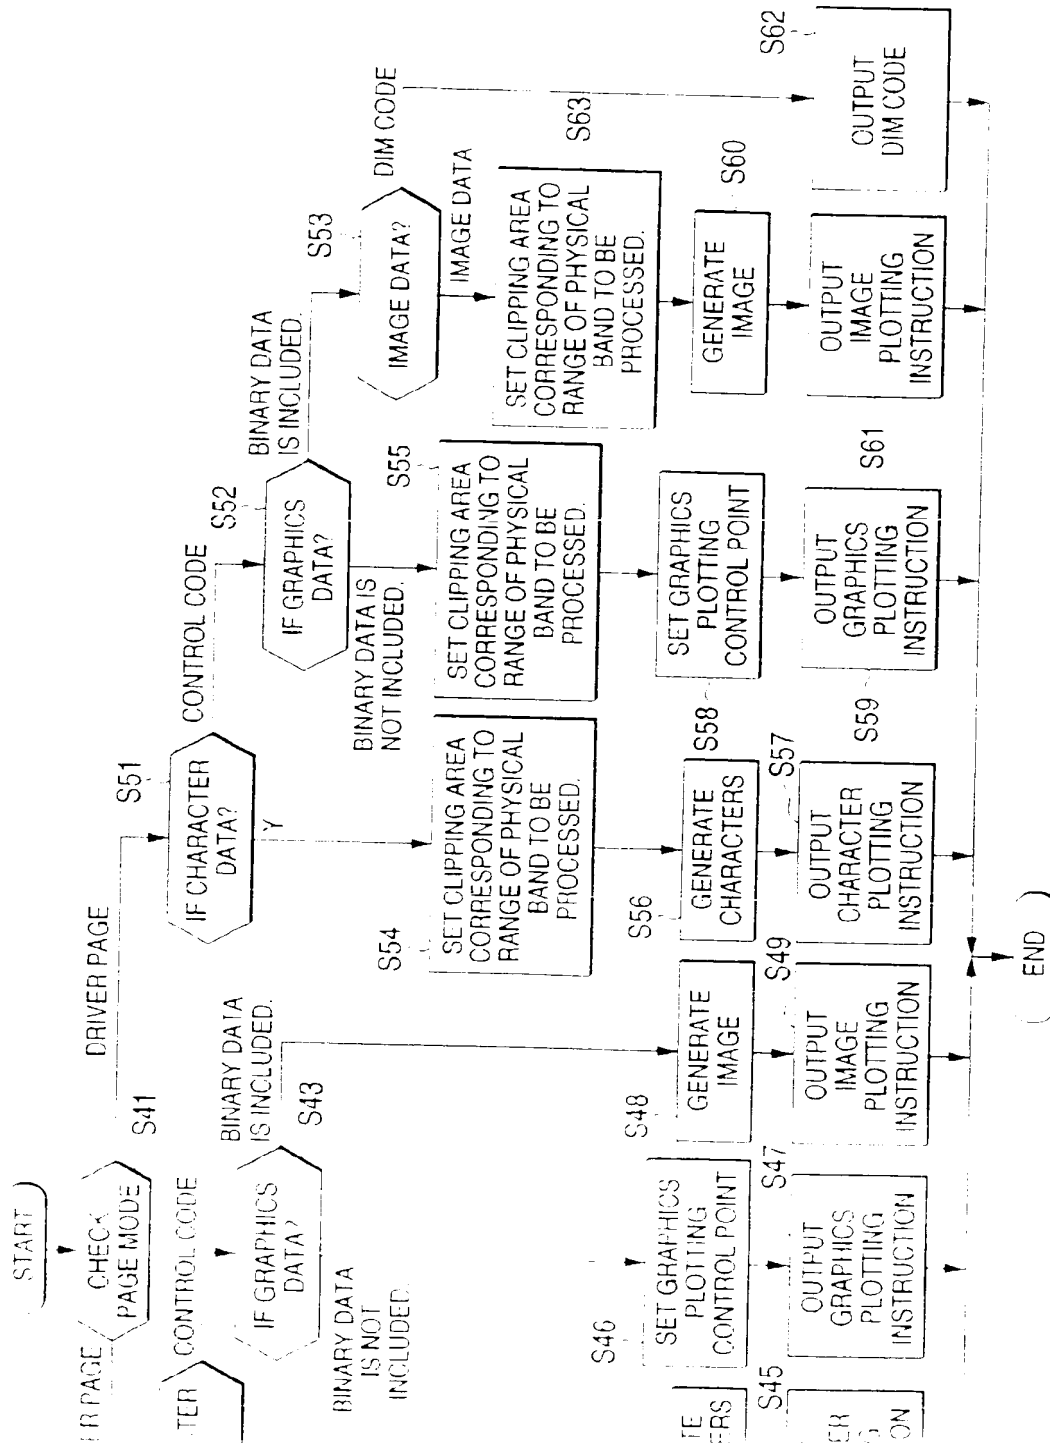 START
CHECK
PAGE MODE
S41
DRIVER PAGE
R PAGE
CONTROL CODE
TER
IF GRAPHICS
DATA?
S43
BINARY DATA
IS INCLUDED.
BINARY DATA
IS NOT
INCLUDED.
S46
SET GRAPHICS
PLOTTING
CONTROL POINT
S47
OUTPUT
GRAPHICS
PLOTTING
INSTRUCTION
TE
ERS
S45
ER
G
ON
S48
GENERATE
IMAGE
S49
OUTPUT
IMAGE
PLOTTING
INSTRUCTION
S51
IF CHARACTER
DATA?
Y
CONTROL CODE
S54
SET CLIPPING AREA
CORRESPONDING TO
RANGE OF PHYSICAL
BAND TO BE
PROCESSED.
S56
GENERATE
CHARACTERS
S57
OUTPUT
CHARACTER
PLOTTING
INSTRUCTION
S52
IF GRAPHICS
DATA?
BINARY DATA
IS INCLUDED.
BINARY DATA IS
NOT INCLUDED.
S55
SET CLIPPING AREA
CORRESPONDING TO
RANGE OF PHYSICAL
BAND TO BE
PROCESSED.
S58
SET GRAPHICS
PLOTTING
CONTROL POINT
S59
OUTPUT
GRAPHICS
PLOTTING
INSTRUCTION
S53
IMAGE DATA?
DIM CODE
IMAGE DATA
S63
SET CLIPPING AREA
CORRESPONDING TO
RANGE OF PHYSICAL
BAND TO BE
PROCESSED.
S60
GENERATE
IMAGE
S61
OUTPUT
IMAGE
PLOTTING
INSTRUCTION
S62
OUTPUT
DIM CODE
END